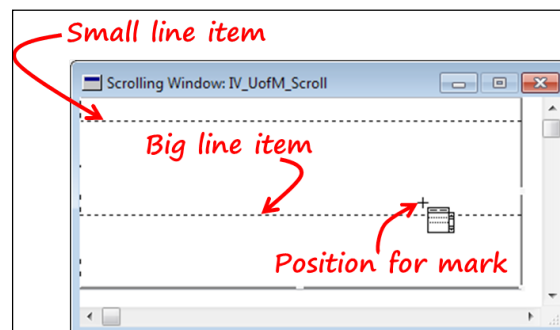 Small line item
Scrolling Window: IV_UofM_Scroll
Big line item
Position for mark